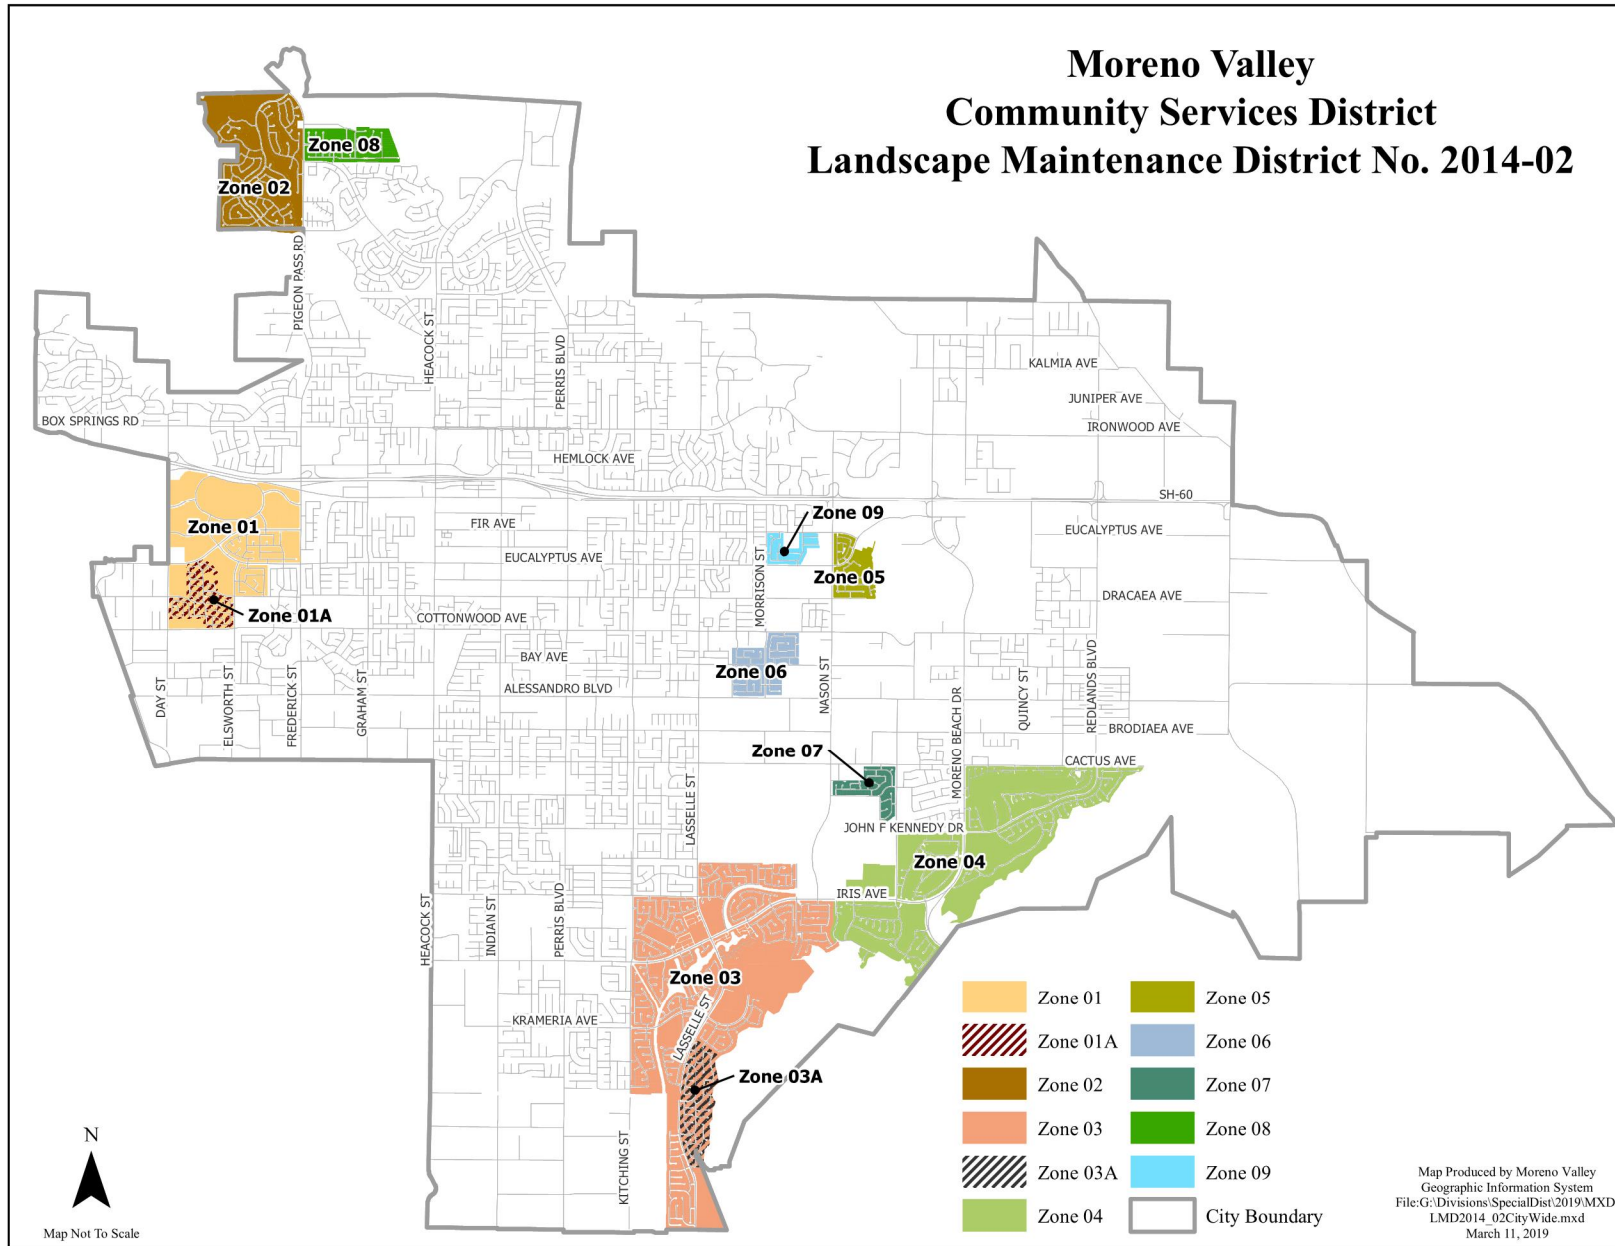 Moreno Valley
Community Services District
Landscape Maintenance District No. 2014-02
Zone 08
Zone 02
PIGEON PASS RD
HEACOCK ST
PERRIS BLVD
KALMIA AVE
JUNIPER AVE
IRONWOOD AVE
BOX SPRINGS RD
HEMLOCK AVE
SH-60
Zone 01
FIR AVE
Zone 09
EUCALYPTUS AVE
EUCALYPTUS AVE
MORRISON ST
Zone 05
DRACAEA AVE
Zone 01A
COTTONWOOD AVE
BAY AVE
Zone 06
ALESSANDRO BLVD
DAY ST
ELSWORTH ST
FREDERICK ST
GRAHAM ST
NASON ST
MORENO BEACH DR
QUINCY ST
REDLANDS BLVD
BRODIAEA AVE
Zone 07
CACTUS AVE
LASSELLE ST
JOHN F KENNEDY DR
Zone 04
IRIS AVE
HEACOCK ST
INDIAN ST
PERRIS BLVD
Zone 03
LASSELLE ST
KRAMERIA AVE
Zone 03A
KITCHING ST
Zone 01
Zone 01A
Zone 02
Zone 03
Zone 03A
Zone 04
Zone 05
Zone 06
Zone 07
Zone 08
Zone 09
City Boundary
N
Map Not To Scale
Map Produced by Moreno Valley
Geographic Information System
File:G:\Divisions\SpecialDist\2019\MXD
LMD2014_02CityWide.mxd
March 11, 2019